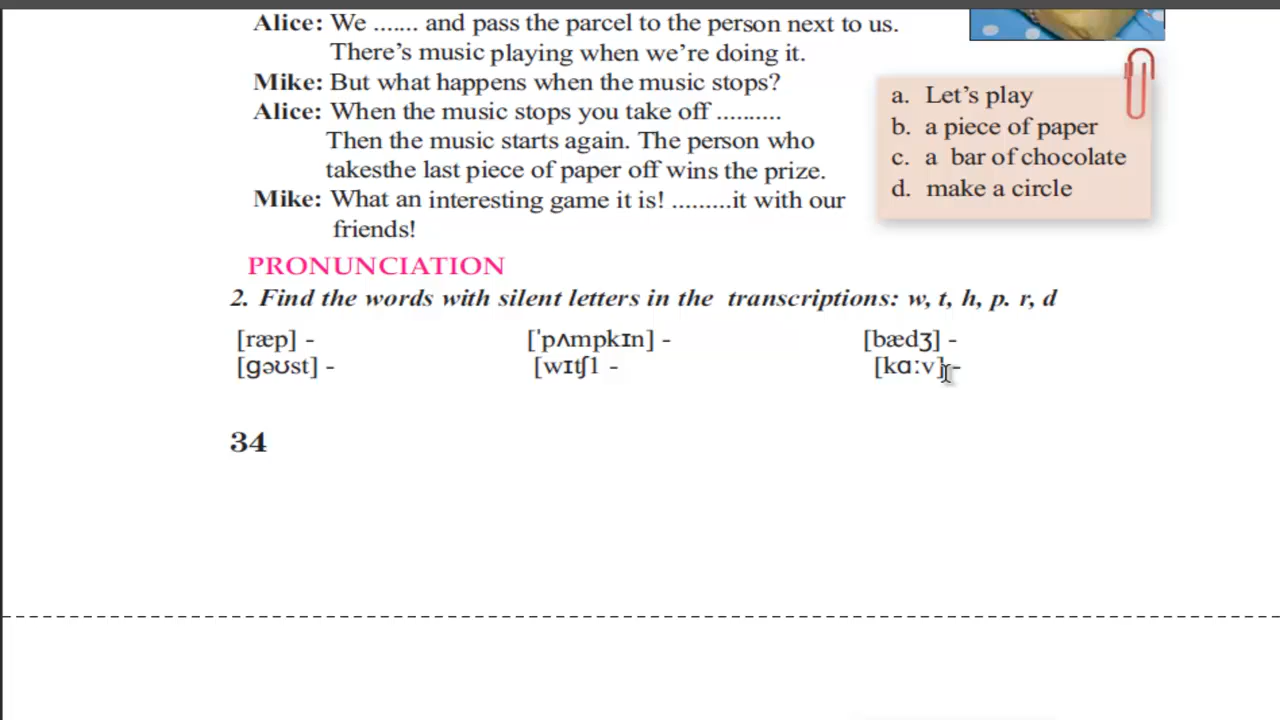 Alice: We ....... and pass the parcel to the person next to us.
There's music playing when we're doing it.
Mike: But what happens when the music stops?
Alice: When the music stops you take off ..........
Then the music starts again. The person who
takesthe last piece of paper off wins the prize.
Mike: What an interesting game it is! .........it with our
friends!
a. Let's play
b. a piece of paper
c. a bar of chocolate
d. make a circle
PRONUNCIATION
2. Find the words with silent letters in the transcriptions: w, t, h, p. r, d
[ræp] - [ˈpʌmpkɪn] - [bædʒ] -
[ɡəʊst] - [wɪʧl - [kɑːv] -
34